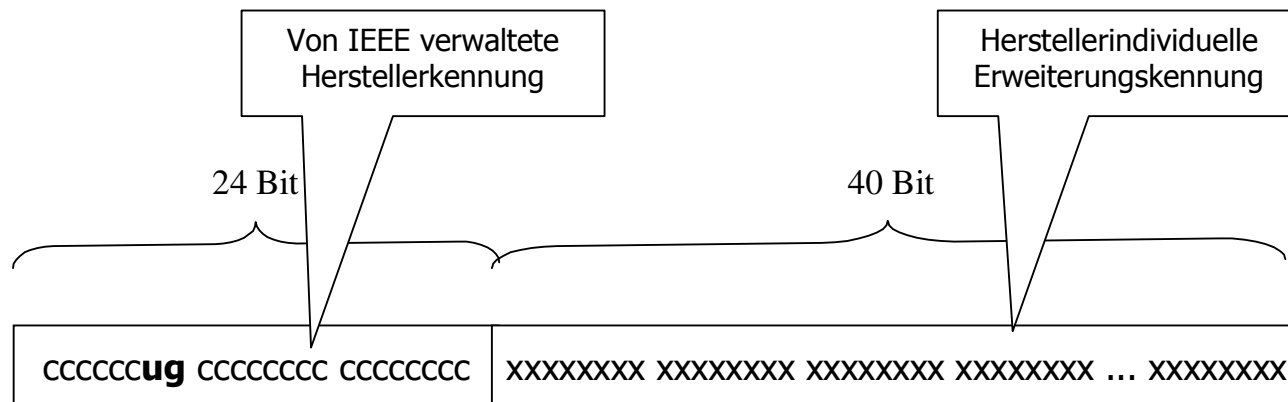 Von IEEE verwaltete
Herstellerkennung
Herstellerindividuelle
Erweiterungskennung
24 Bit
40 Bit
ccccccug cccccccc cccccccc
xxxxxxxx xxxxxxxx xxxxxxxx xxxxxxxx ... xxxxxxxx